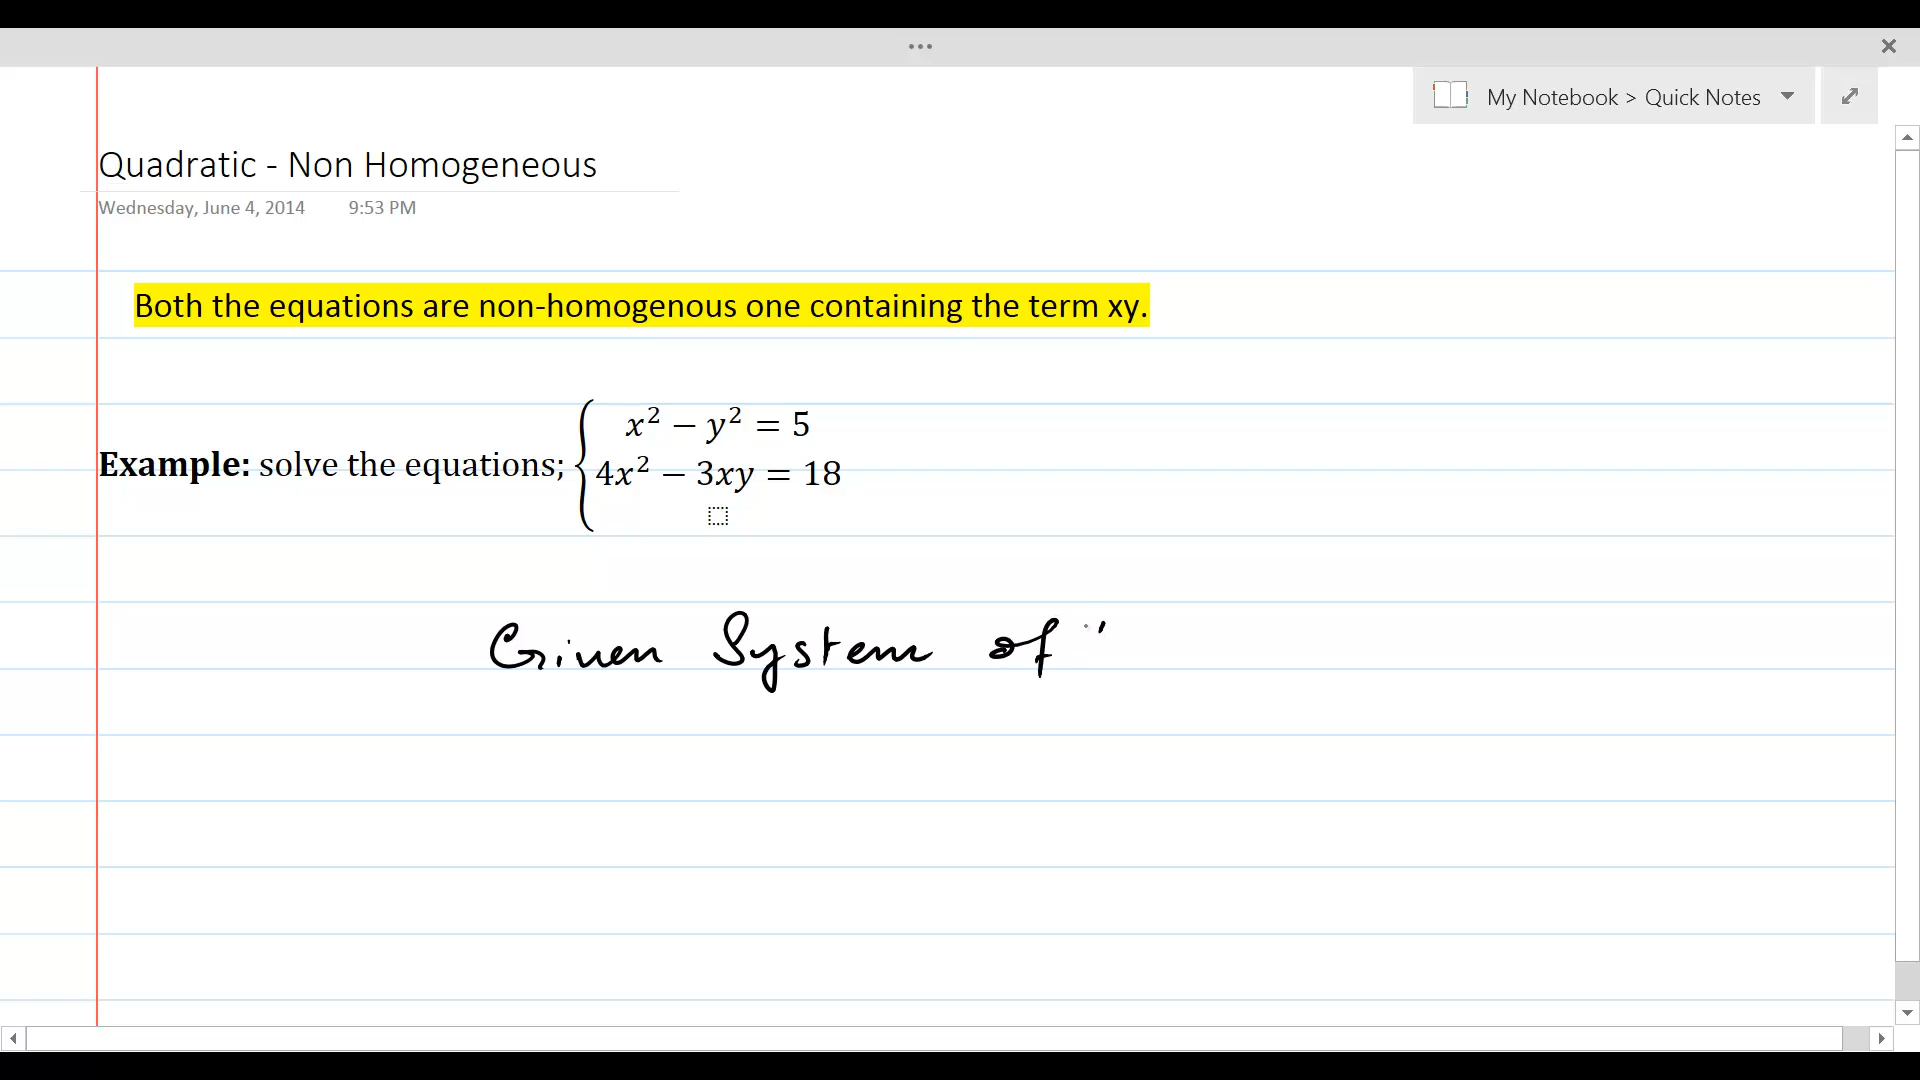 My Notebook > Quick Notes
Quadratic - Non Homogeneous
Wednesday, June 4, 2014 9:53 PM
Both the equations are non-homogenous one containing the term xy.
x² − y² = 5
Example: solve the equations;
4x² − 3xy = 18
Given System of